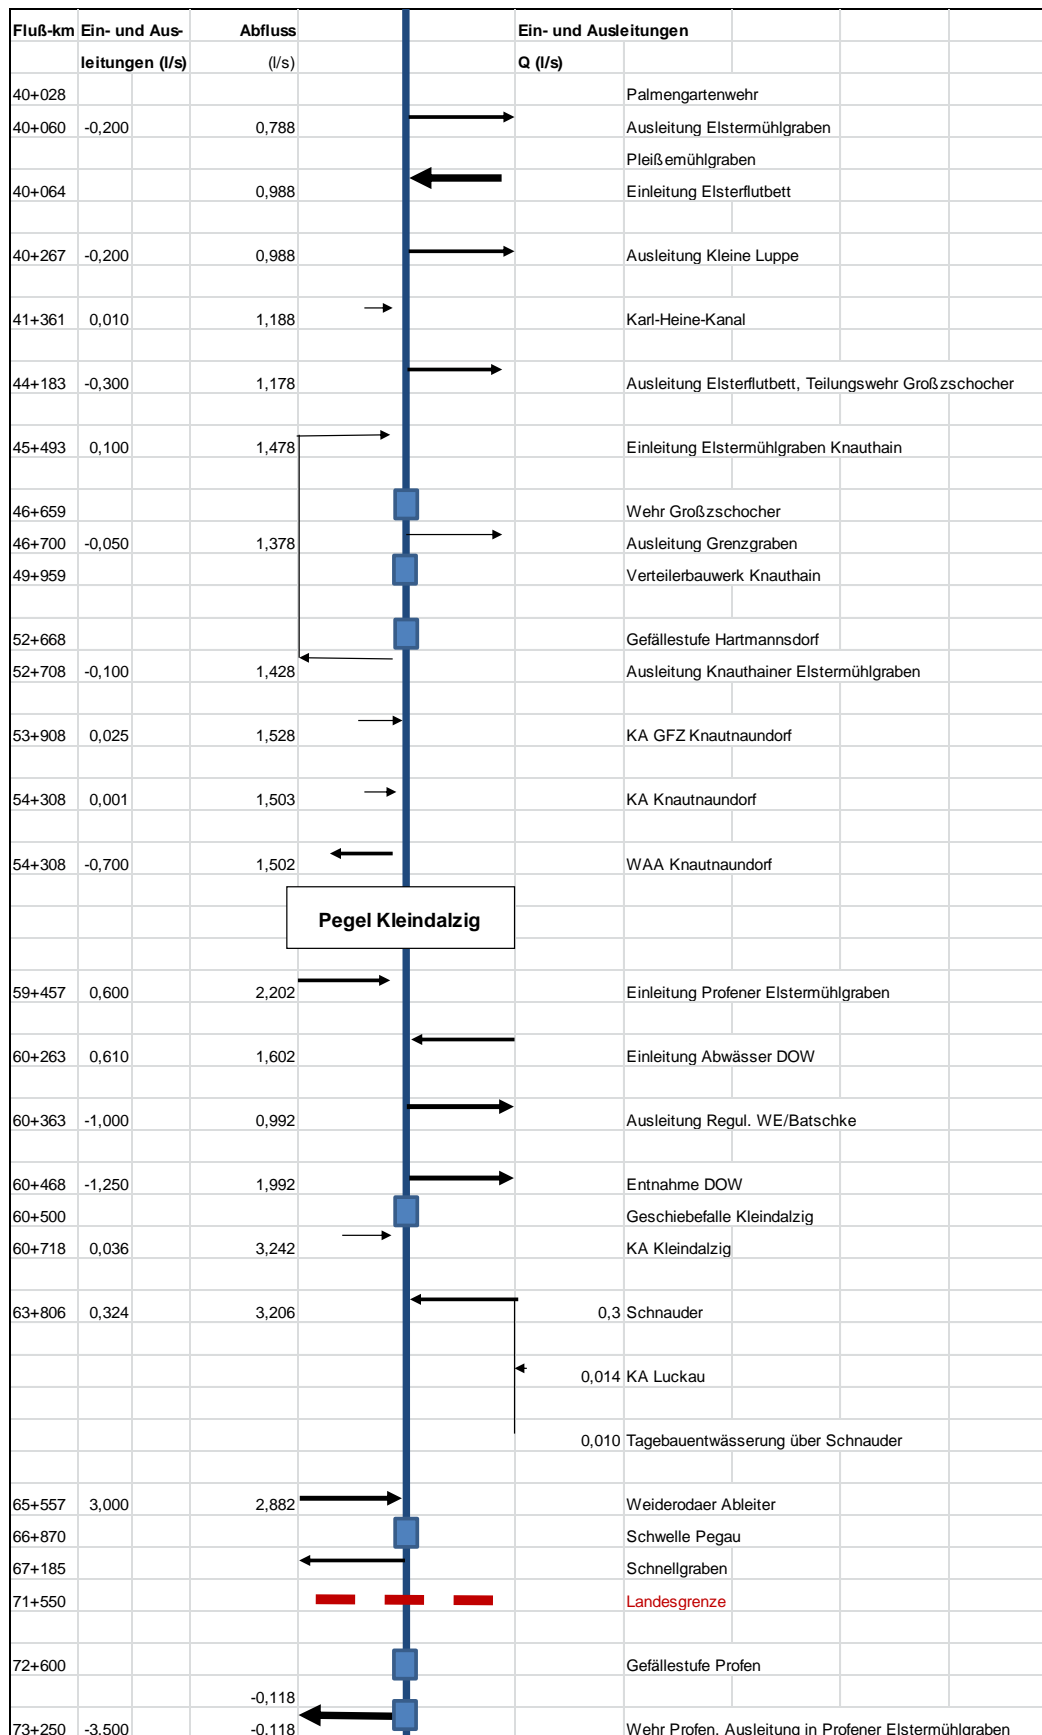 Fluß-km Ein- und Aus- Abfluss Ein- und Ausleitungen
leitungen (l/s) (l/s) Q (l/s)
40+028 Palmengartenwehr
40+060 -0,200 0,788 Ausleitung Elstermühlgraben
Pleißemühlgraben
40+064 0,988 Einleitung Elsterflutbett
40+267 -0,200 0,988 Ausleitung Kleine Luppe
41+361 0,010 1,188 Karl-Heine-Kanal
44+183 -0,300 1,178 Ausleitung Elsterflutbett, Teilungswehr Großzschocher
45+493 0,100 1,478 Einleitung Elstermühlgraben Knauthain
46+659 Wehr Großzschocher
46+700 -0,050 1,378 Ausleitung Grenzgraben
49+959 Verteilerbauwerk Knauthain
52+668 Gefällestufe Hartmannsdorf
52+708 -0,100 1,428 Ausleitung Knauthainer Elstermühlgraben
53+908 0,025 1,528 KA GFZ Knautnaundorf
54+308 0,001 1,503 KA Knautnaundorf
54+308 -0,700 1,502 WAA Knautnaundorf
Pegel Kleindalzig
59+457 0,600 2,202 Einleitung Profener Elstermühlgraben
60+263 0,610 1,602 Einleitung Abwässer DOW
60+363 -1,000 0,992 Ausleitung Regul. WE/Batschke
60+468 -1,250 1,992 Entnahme DOW
60+500 Geschiebefalle Kleindalzig
60+718 0,036 3,242 KA Kleindalzig
63+806 0,324 3,206 0,3 Schnauder
0,014 KA Luckau
0,010 Tagebauentwässerung über Schnauder
65+557 3,000 2,882 Weiderodaer Ableiter
66+870 Schwelle Pegau
67+185 Schnellgraben
71+550 Landesgrenze
72+600 Gefällestufe Profen
-0,118
73+250 -3,500 -0,118 Wehr Profen, Ausleitung in Profener Elstermühlgraben